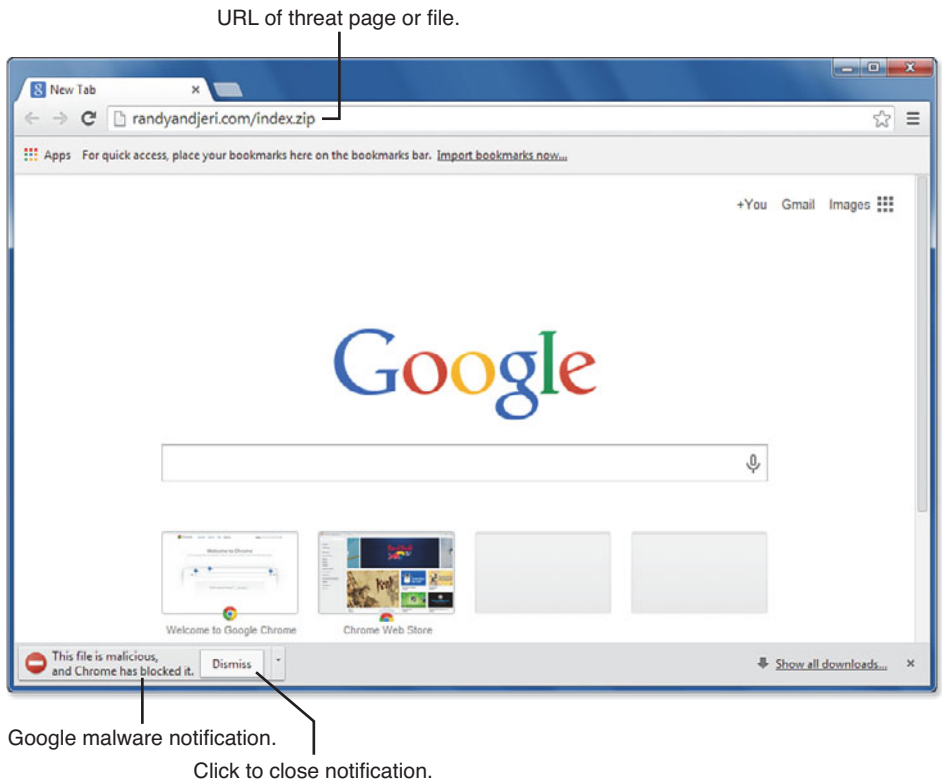 URL of threat page or file.
8 New Tab
randyandjeri.com/index.zip
Apps For quick access, place your bookmarks here on the bookmarks bar. Import bookmarks now...
+You Gmail Images
Google
Welcome to Google Chrome
Chrome Web Store
This file is malicious,
and Chrome has blocked it.
Dismiss
Show all downloads...
Google malware notification.
Click to close notification.